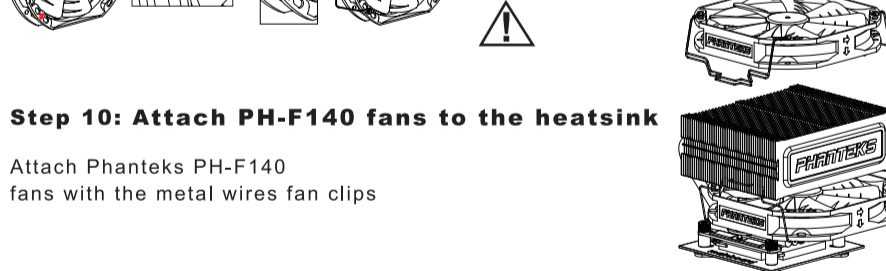 PHANTEKS
Step 10: Attach PH-F140 fans to the heatsink
PHANTEKS
Attach Phanteks PH-F140
fans with the metal wires fan clips
PHANTEKS